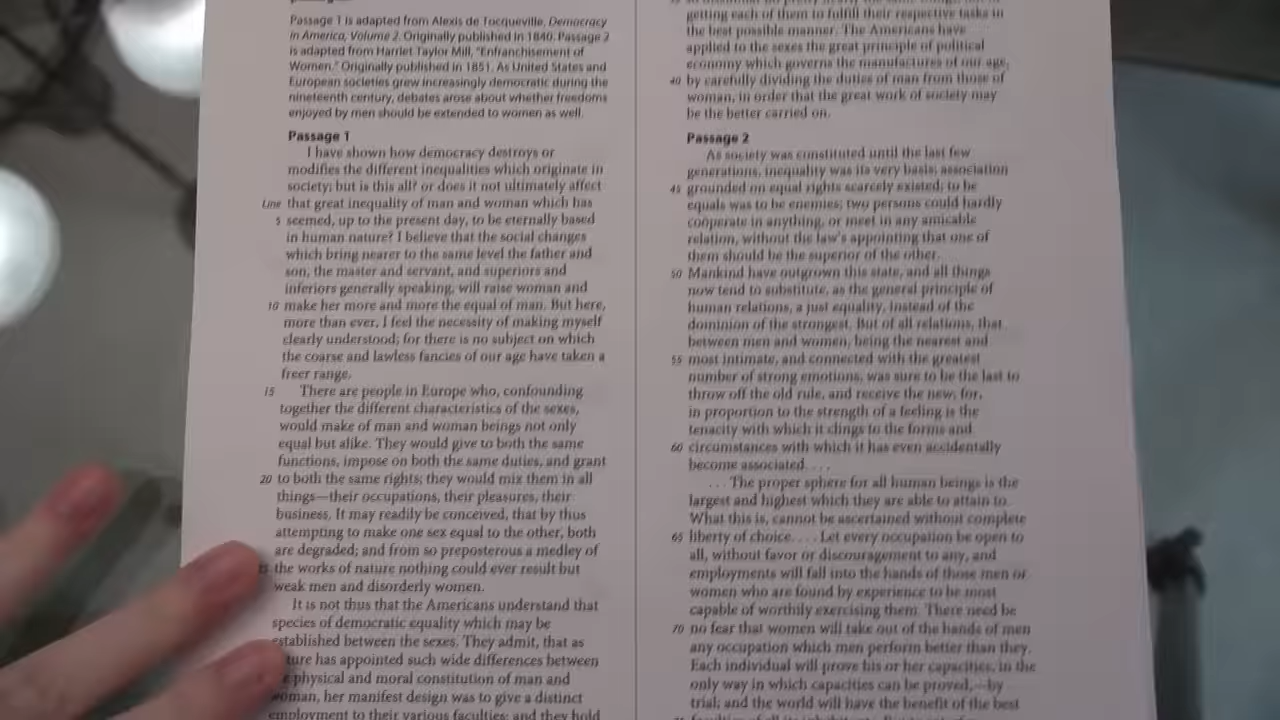 Passage 1 is adapted from Alexis de Tocqueville, Democracy
in America, Volume 2. Originally published in 1840. Passage 2
is adapted from Harriet Taylor Mill, "Enfranchisement of
Women." Originally published in 1851. As United States and
European societies grew increasingly democratic during the
nineteenth century, debates arose about whether freedoms
enjoyed by men should be extended to women as well.
Passage 1
I have shown how democracy destroys or
modifies the different inequalities which originate in
society; but is this all? or does it not ultimately affect
Line that great inequality of man and woman which has
5 seemed, up to the present day, to be eternally based
in human nature? I believe that the social changes
which bring nearer to the same level the father and
son, the master and servant, and superiors and
inferiors generally speaking, will raise woman and
10 make her more and more the equal of man. But here,
more than ever, I feel the necessity of making myself
clearly understood; for there is no subject on which
the coarse and lawless fancies of our age have taken a
freer range.
15 There are people in Europe who, confounding
together the different characteristics of the sexes,
would make of man and woman beings not only
equal but alike. They would give to both the same
functions, impose on both the same duties, and grant
20 to both the same rights; they would mix them in all
things—their occupations, their pleasures, their
business. It may readily be conceived, that by thus
attempting to make one sex equal to the other, both
are degraded; and from so preposterous a medley of
the works of nature nothing could ever result but
weak men and disorderly women.
It is not thus that the Americans understand that
species of democratic equality which may be
established between the sexes. They admit, that as
ture has appointed such wide differences between
physical and moral constitution of man and
woman, her manifest design was to give a distinct
employment to their various faculties; and they hold
getting each of them to fulfill their respective tasks in
the best possible manner. The Americans have
applied to the sexes the great principle of political
economy which governs the manufactures of our age,
40 by carefully dividing the duties of man from those of
woman, in order that the great work of society may
be the better carried on.
Passage 2
As society was constituted until the last few
generations, inequality was its very basis; association
45 grounded on equal rights scarcely existed; to be
equals was to be enemies; two persons could hardly
cooperate in anything, or meet in any amicable
relation, without the law's appointing that one of
them should be the superior of the other.
50 Mankind have outgrown this state, and all things
now tend to substitute, as the general principle of
human relations, a just equality, instead of the
dominion of the strongest. But of all relations, that
between men and women, being the nearest and
55 most intimate, and connected with the greatest
number of strong emotions, was sure to be the last to
throw off the old rule, and receive the new; for,
in proportion to the strength of a feeling is the
tenacity with which it clings to the forms and
60 circumstances with which it has even accidentally
become associated. . . .
. . . The proper sphere for all human beings is the
largest and highest which they are able to attain to.
What this is, cannot be ascertained without complete
65 liberty of choice. . . . Let every occupation be open to
all, without favor or discouragement to any, and
employments will fall into the hands of those men or
women who are found by experience to be most
capable of worthily exercising them. There need be
70 no fear that women will take out of the hands of men
any occupation which men perform better than they.
Each individual will prove his or her capacities, in the
only way in which capacities can be proved,—by
trial; and the world will have the benefit of the best